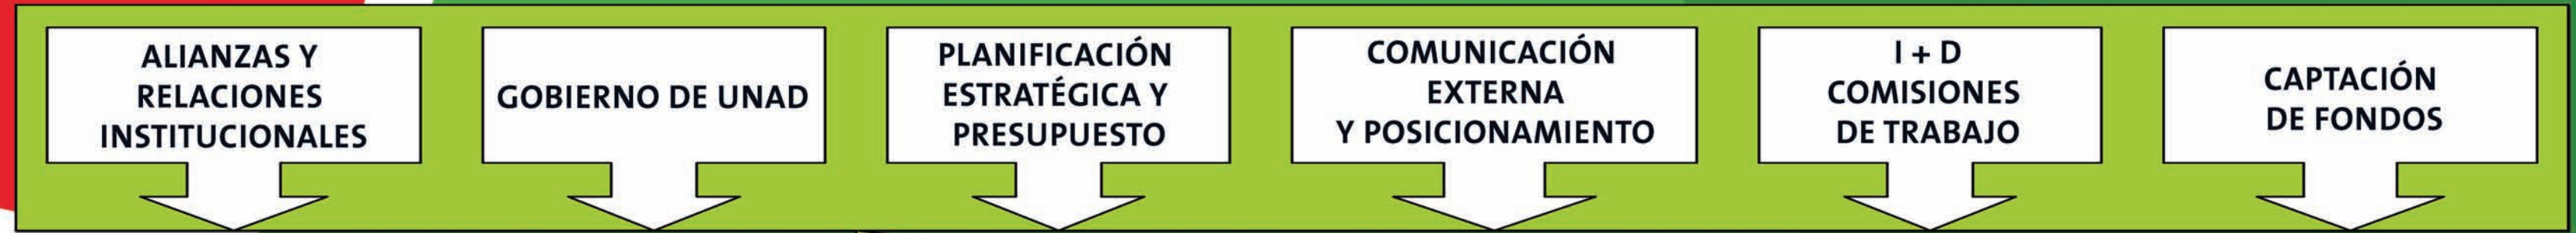 ALIANZAS Y
RELACIONES
INSTITUCIONALES
GOBIERNO DE UNAD
PLANIFICACIÓN
ESTRATÉGICA Y
PRESUPUESTO
COMUNICACIÓN
EXTERNA
Y POSICIONAMIENTO
I + D
COMISIONES
DE TRABAJO
CAPTACIÓN
DE FONDOS